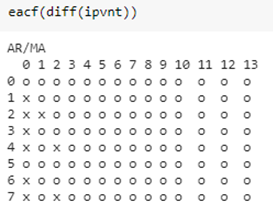 eacf(diff(ipvnt))
AR/MA
0 1 2 3 4 5 6 7 8 9 10 11 12 13
0 o o o o o o o o o o o o o o
1 x o o o o o o o o o o o o o
2 x x o o o o o o o o o o o o
3 x o o o o o o o o o o o o o
4 x o x o o o o o o o o o o o
5 o o o o o o o o o o o o o o
6 x o o o o o o o o o o o o o
7 x o x o o o o o o o o o o o